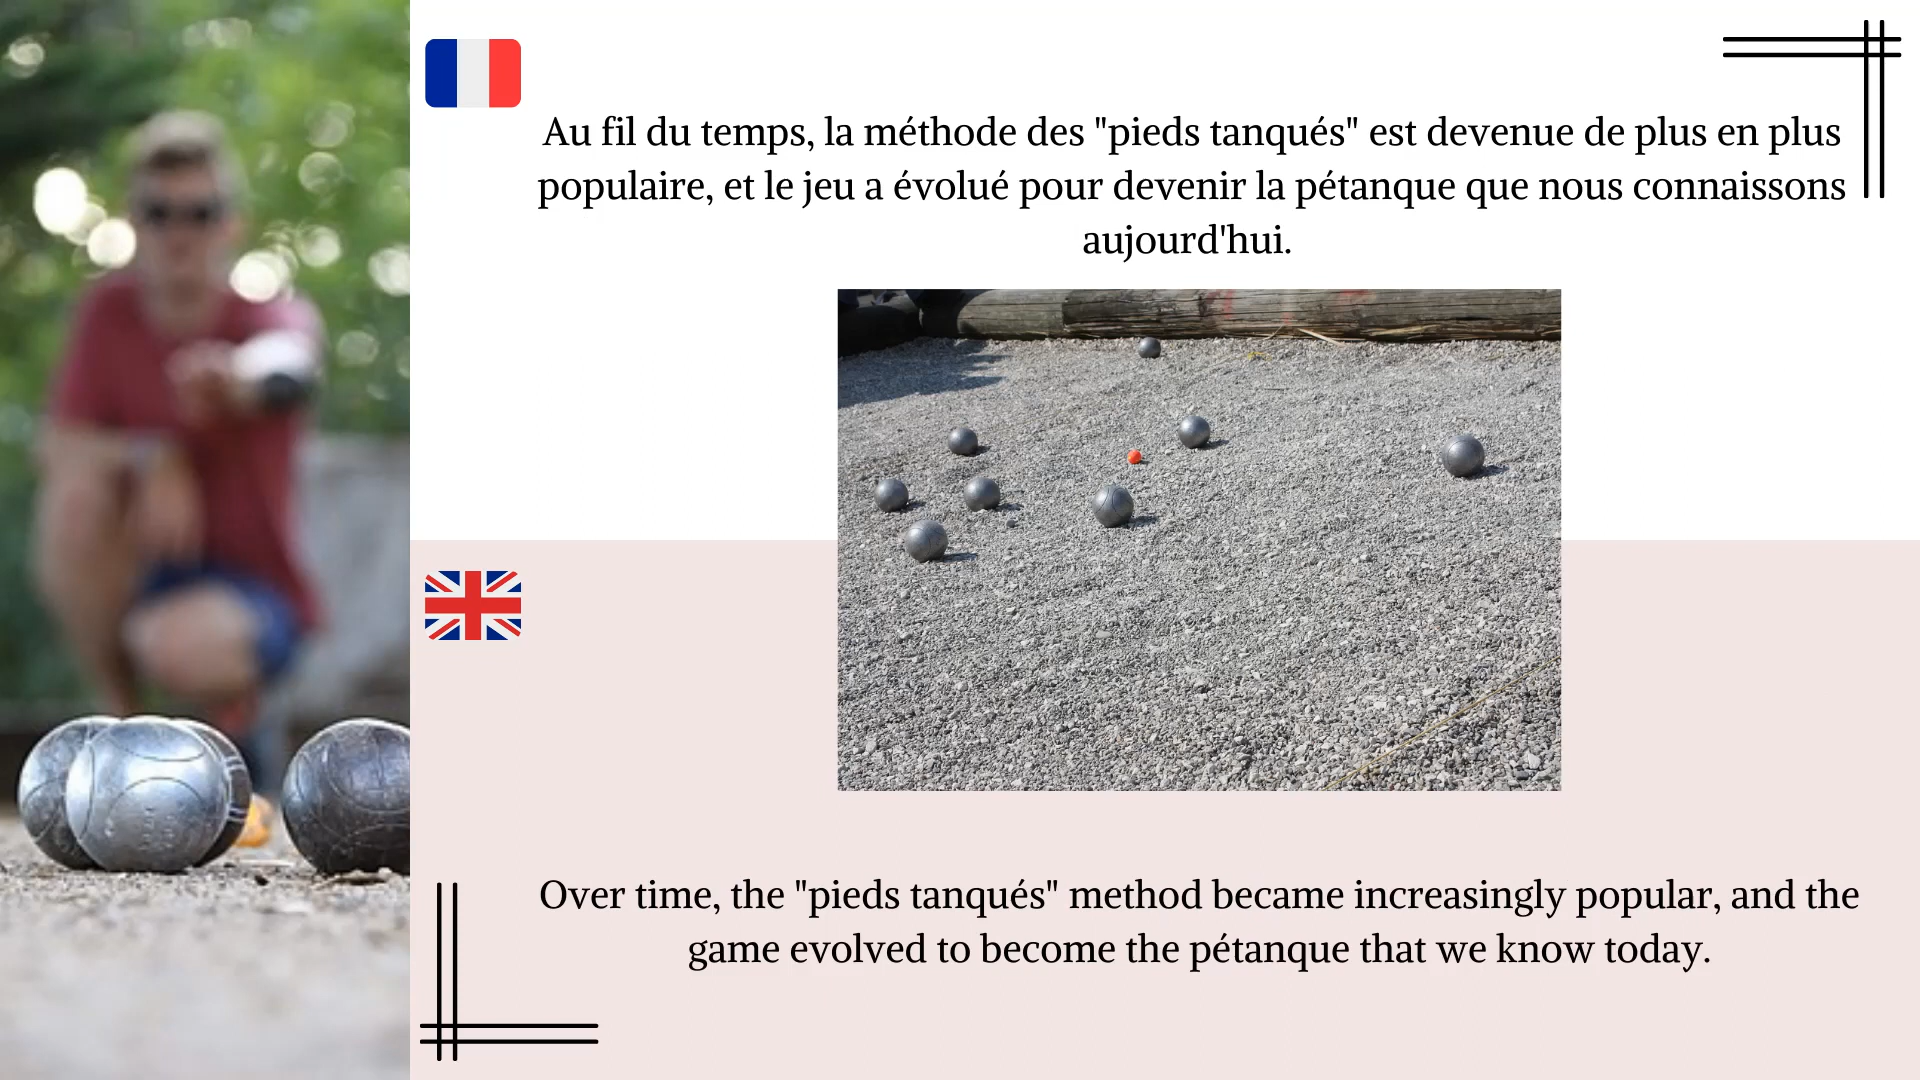 Au fil du temps, la méthode des "pieds tanqués" est devenue de plus en plus
populaire, et le jeu a évolué pour devenir la pétanque que nous connaissons
aujourd'hui.
Over time, the "pieds tanqués" method became increasingly popular, and the
game evolved to become the pétanque that we know today.